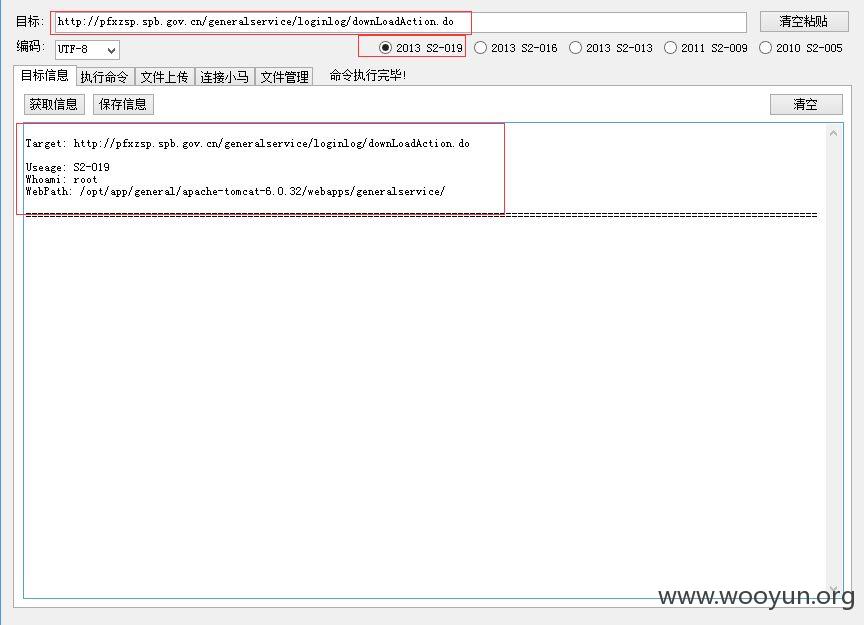 目标: http://pfxzsp.spb.gov.cn/generalservice/loginlog/downLoadAction.do 清空粘贴
编码: UTF-8 2013 S2-019 2013 S2-016 2013 S2-013 2011 S2-009 2010 S2-005
目标信息 执行命令 文件上传 连接小马 文件管理 命令执行完毕!
获取信息 保存信息 清空
Target: http://pfxzsp.spb.gov.cn/generalservice/loginlog/downLoadAction.do
Useage: S2-019
Whoami: root
WebPath: /opt/app/general/apache-tomcat-6.0.32/webapps/generalservice/
www.wooyun.org